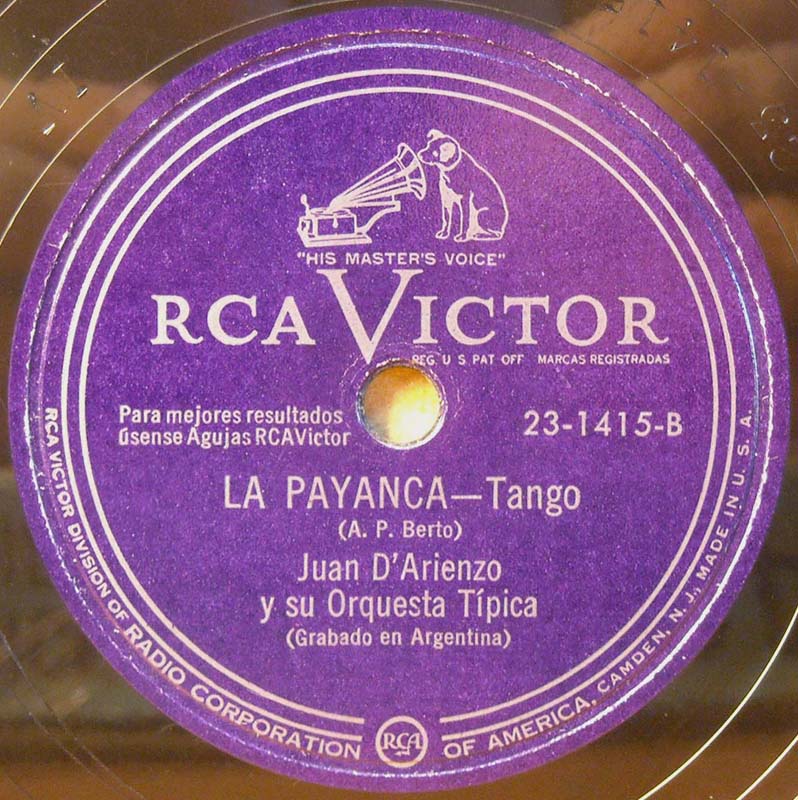 "HIS MASTER'S VOICE"
RCA VICTOR
REG. U S PAT OFF MARCAS REGISTRADAS
Para mejores resultados
úsense Agujas RCAVictor
23-1415-B
LA PAYANCA—Tango
(A. P. Berto)
Juan D'Arienzo
y su Orquesta Típica
(Grabado en Argentina)
RCA VICTOR DIVISION OF RADIO CORPORATION OF AMERICA, CAMDEN, N. J., MADE IN U. S. A.
RCA